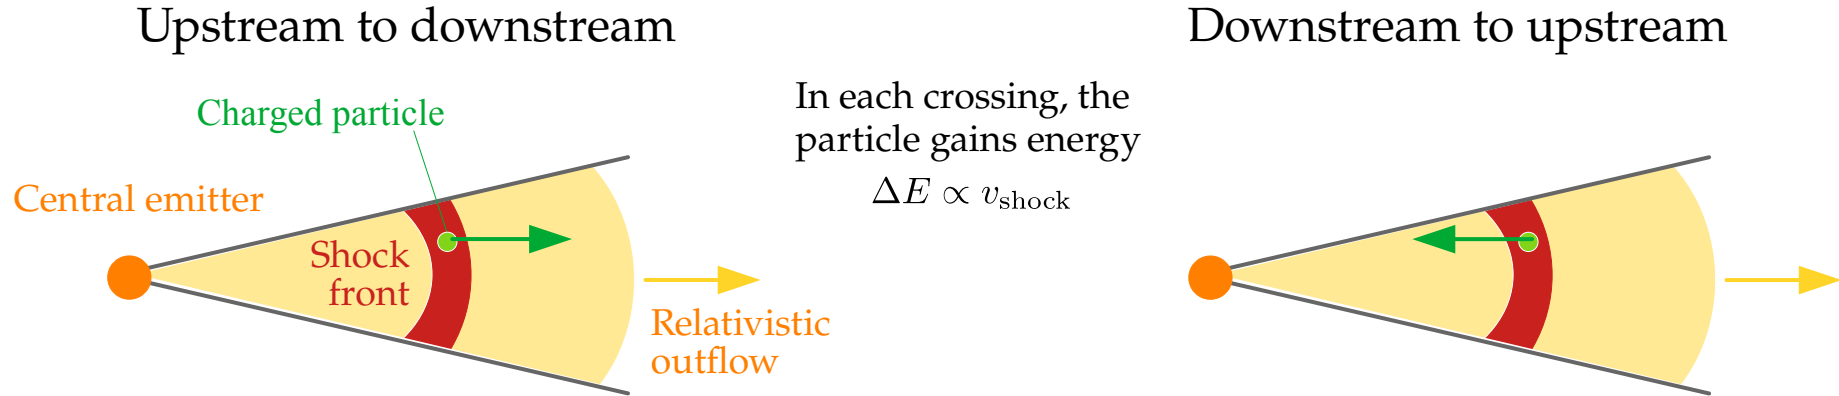 Upstream to downstream
Downstream to upstream
Charged particle
Central emitter
Shock
front
Relativistic
outflow
In each crossing, the
particle gains energy
ΔE ∝ v_shock